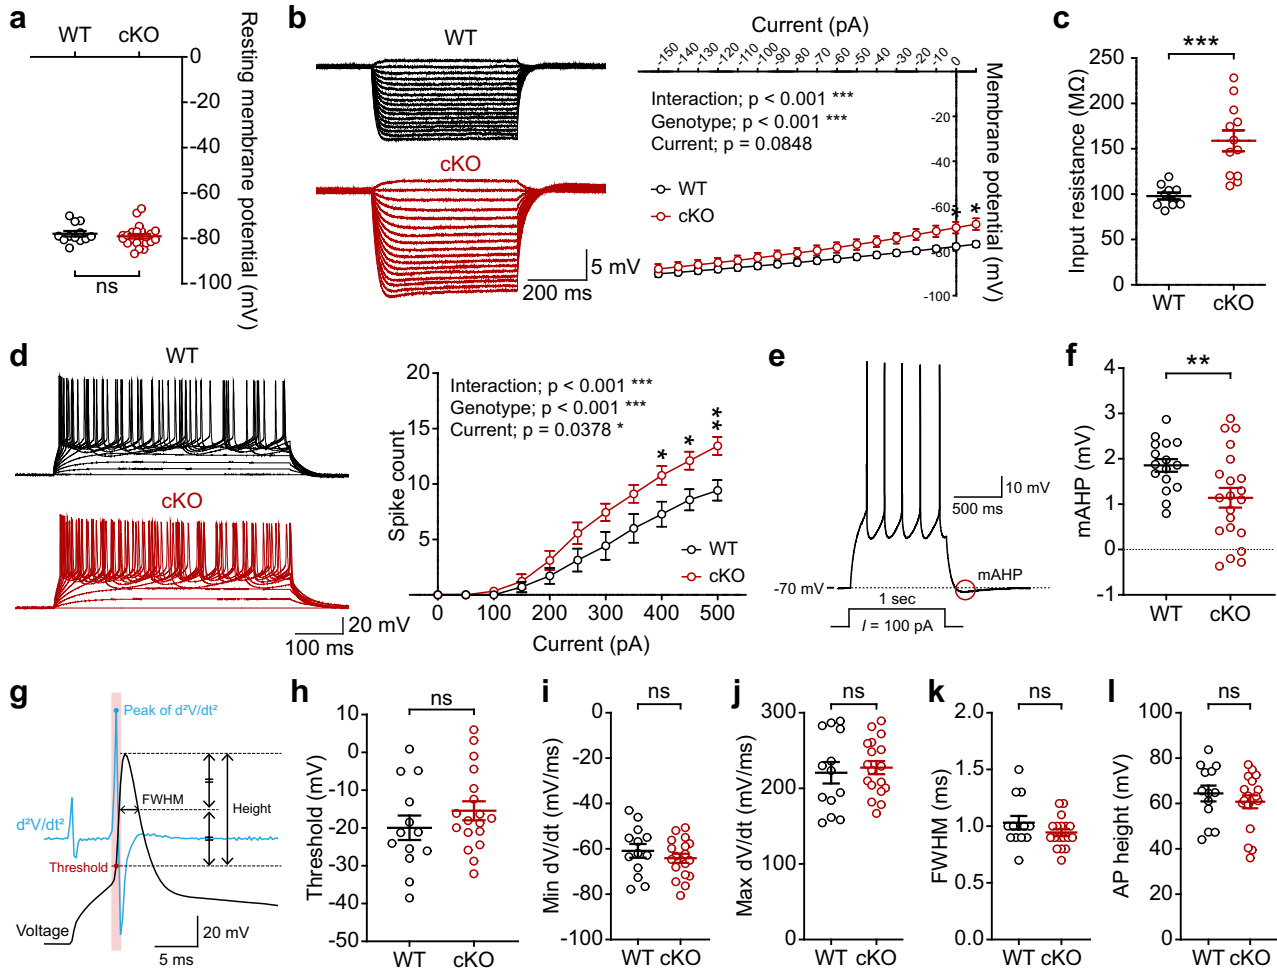 a
WT cKO
0
-20
-40
-60
-80
-100
ns
Resting membrane potential (mV)
b
WT
cKO
5 mV
200 ms
Current (pA)
-150
-140
-130
-120
-110
-100
-90
-80
-70
-60
-50
-40
-30
-20
-10
0
Interaction; p < 0.001 ***
Genotype; p < 0.001 ***
Current; p = 0.0848
WT
cKO
* *
-20
-40
-60
-80
-100
Membrane potential (mV)
c
***
250
200
150
100
50
0
Input resistance (MΩ)
WT cKO
d
WT
cKO
20 mV
100 ms
20
15
10
5
Spike count
Interaction; p < 0.001 ***
Genotype; p < 0.001 ***
Current; p = 0.0378 *
* * **
WT
cKO
0 100 200 300 400 500
Current (pA)
e
10 mV
500 ms
-70 mV
mAHP
1 sec
I = 100 pA
f
**
4
3
2
1
0
-1
mAHP (mV)
WT cKO
g
Peak of d²V/dt²
FWHM
Height
d²V/dt²
Threshold
Voltage
20 mV
5 ms
h
ns
10
0
-10
-20
-30
-40
-50
Threshold (mV)
WT cKO
i
ns
0
-20
-40
-60
-80
-100
Min dV/dt (mV/ms)
WT cKO
j
ns
300
200
100
0
Max dV/dt (mV/ms)
WT cKO
k
ns
2.0
1.5
1.0
0.5
0.0
FWHM (ms)
WT cKO
l
ns
100
80
60
40
20
0
AP height (mV)
WT cKO